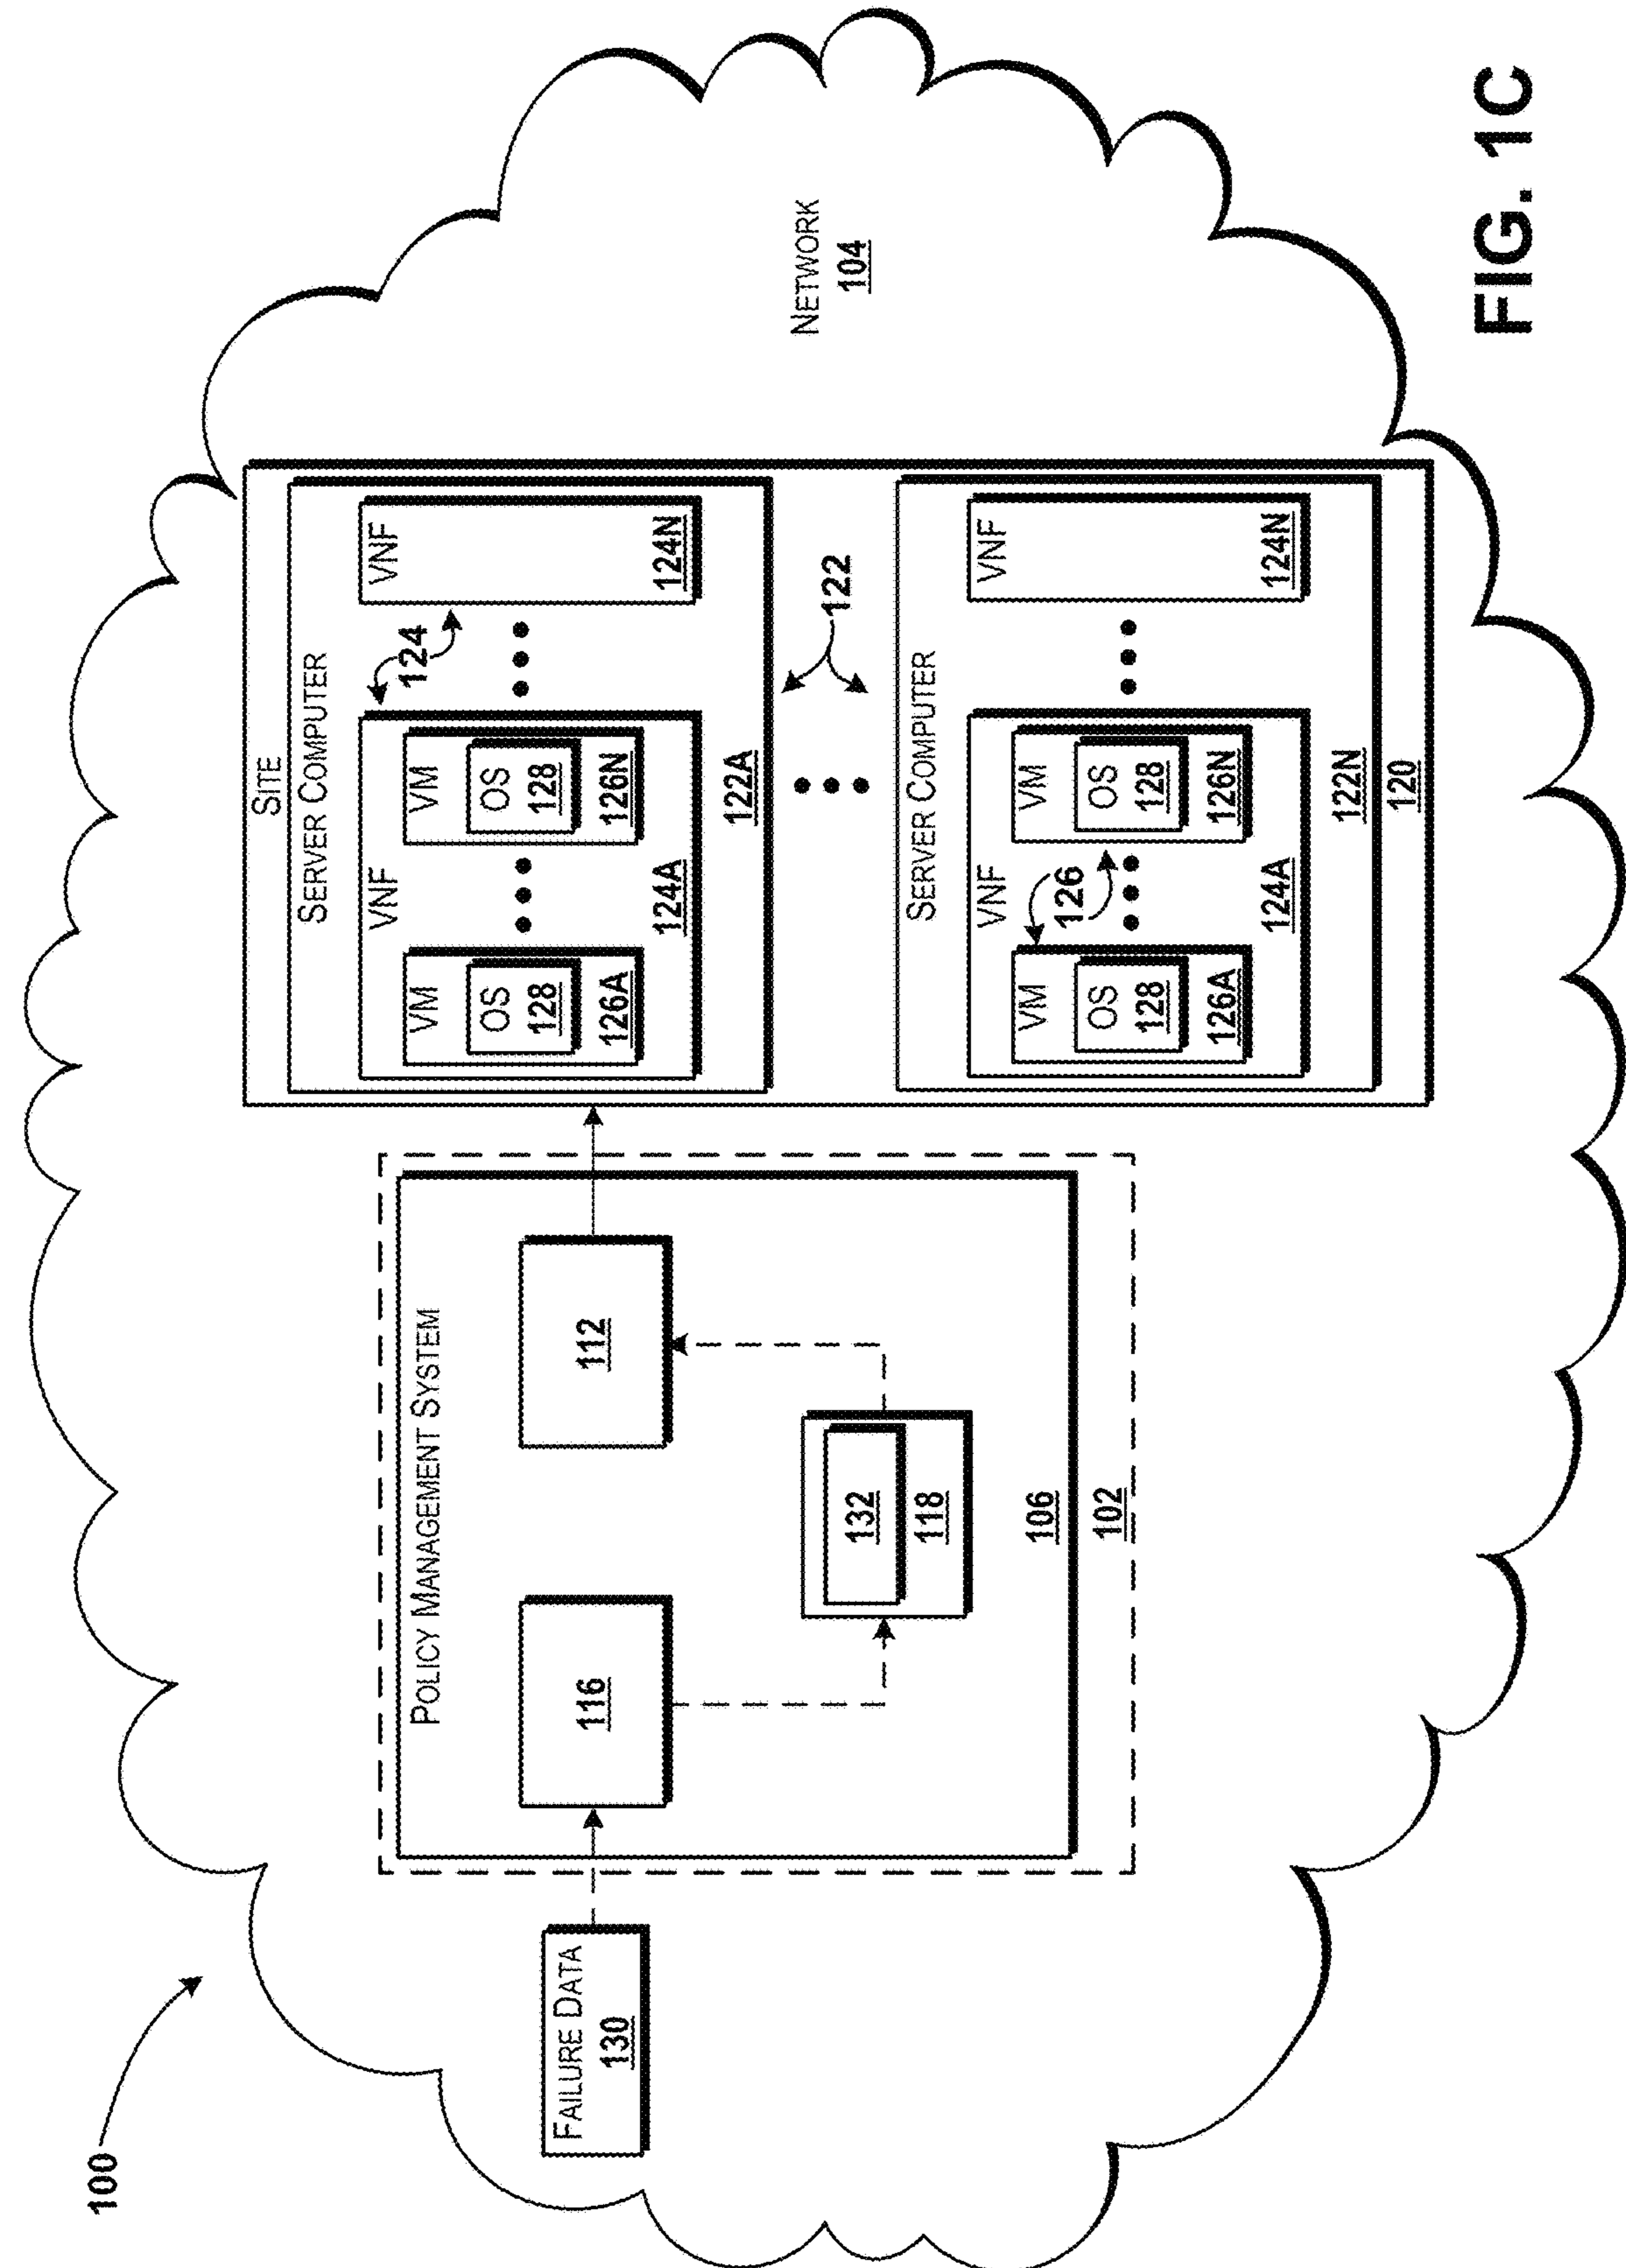 100
FAILURE DATA
130
POLICY MANAGEMENT SYSTEM
116
112
132
118
106
102
SITE
SERVER COMPUTER
VNF
VM
OS
128
126A
VM
OS
128
126N
124A
124
VNF
124N
122A
122
SERVER COMPUTER
VNF
VM
OS
128
126A
126
VM
OS
128
126N
124A
VNF
124N
122N
120
NETWORK
104
FIG. 1C